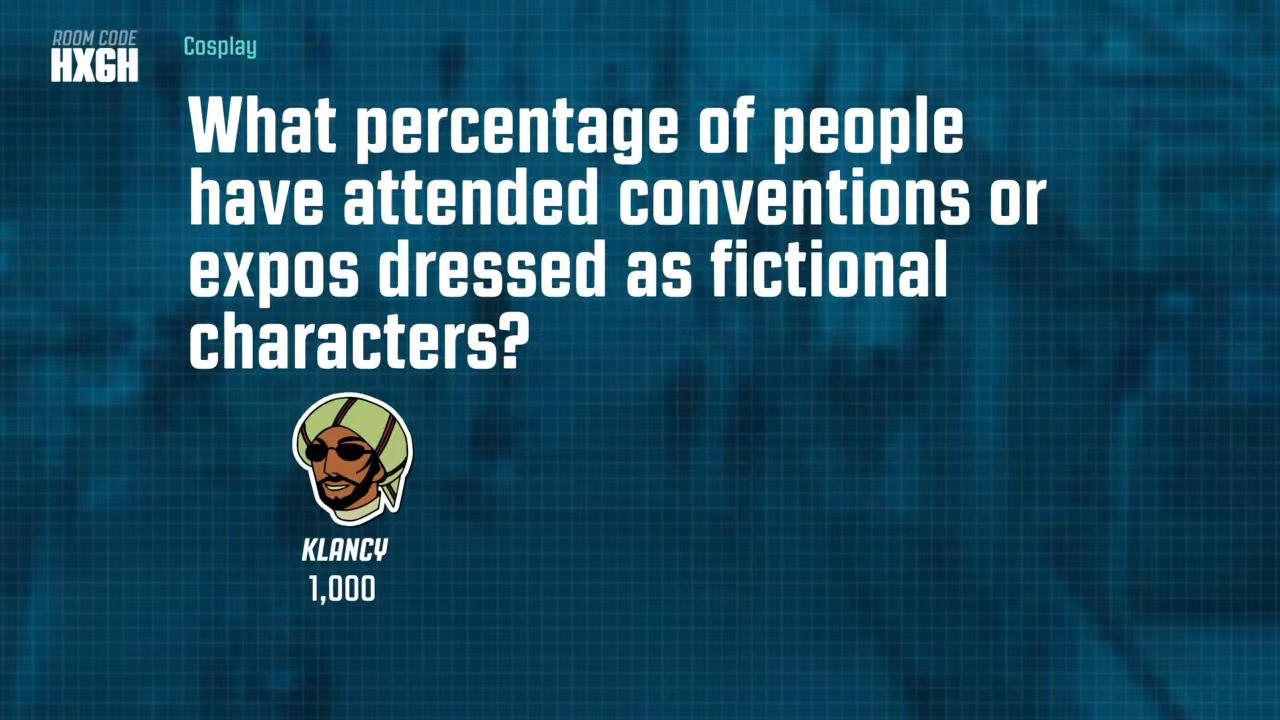 ROOM CODE
HXGH
Cosplay
What percentage of people
have attended conventions or
expos dressed as fictional
characters?
KLANCY
1,000